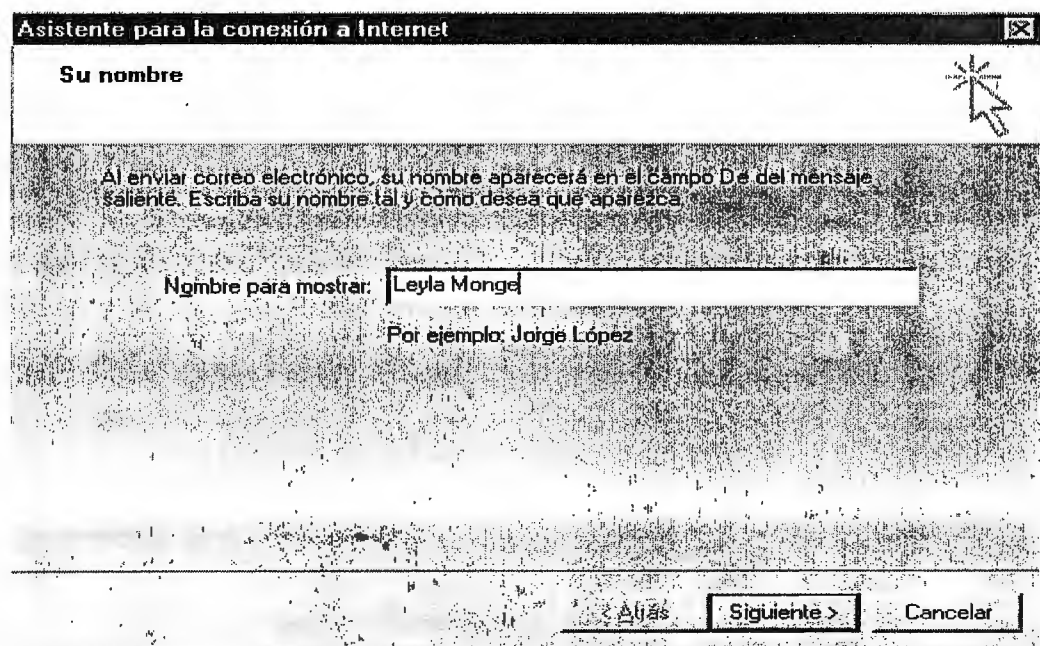 Asistente para la conexión a Internet
Su nombre
Al enviar correo electrónico, su nombre aparecerá en el campo De del mensaje
saliente. Escriba su nombre tal y como desea que aparezca.
Nombre para mostrar: Leyla Monge
Por ejemplo: Jorge López
< Atrás Siguiente > Cancelar